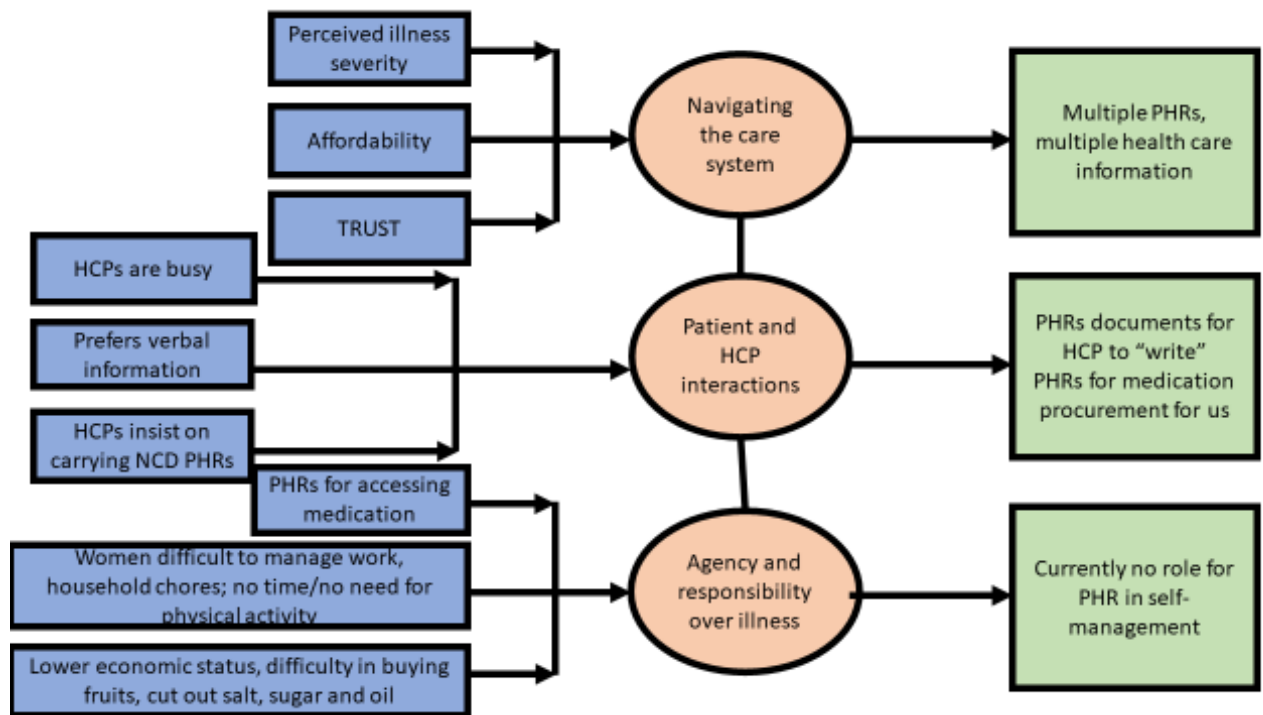 Perceived illness
severity
Affordability
TRUST
HCPs are busy
Prefers verbal
information
HCPs insist on
carrying NCD PHRs
PHRs for accessing
medication
Women difficult to manage work,
household chores; no time/no need for
physical activity
Lower economic status, difficulty in buying
fruits, cut out salt, sugar and oil
Navigating
the care
system
Patient and
HCP
interactions
Agency and
responsibility
over illness
Multiple PHRs,
multiple health care
information
PHRs documents for
HCP to “write”
PHRs for medication
procurement for us
Currently no role for
PHR in self-
management